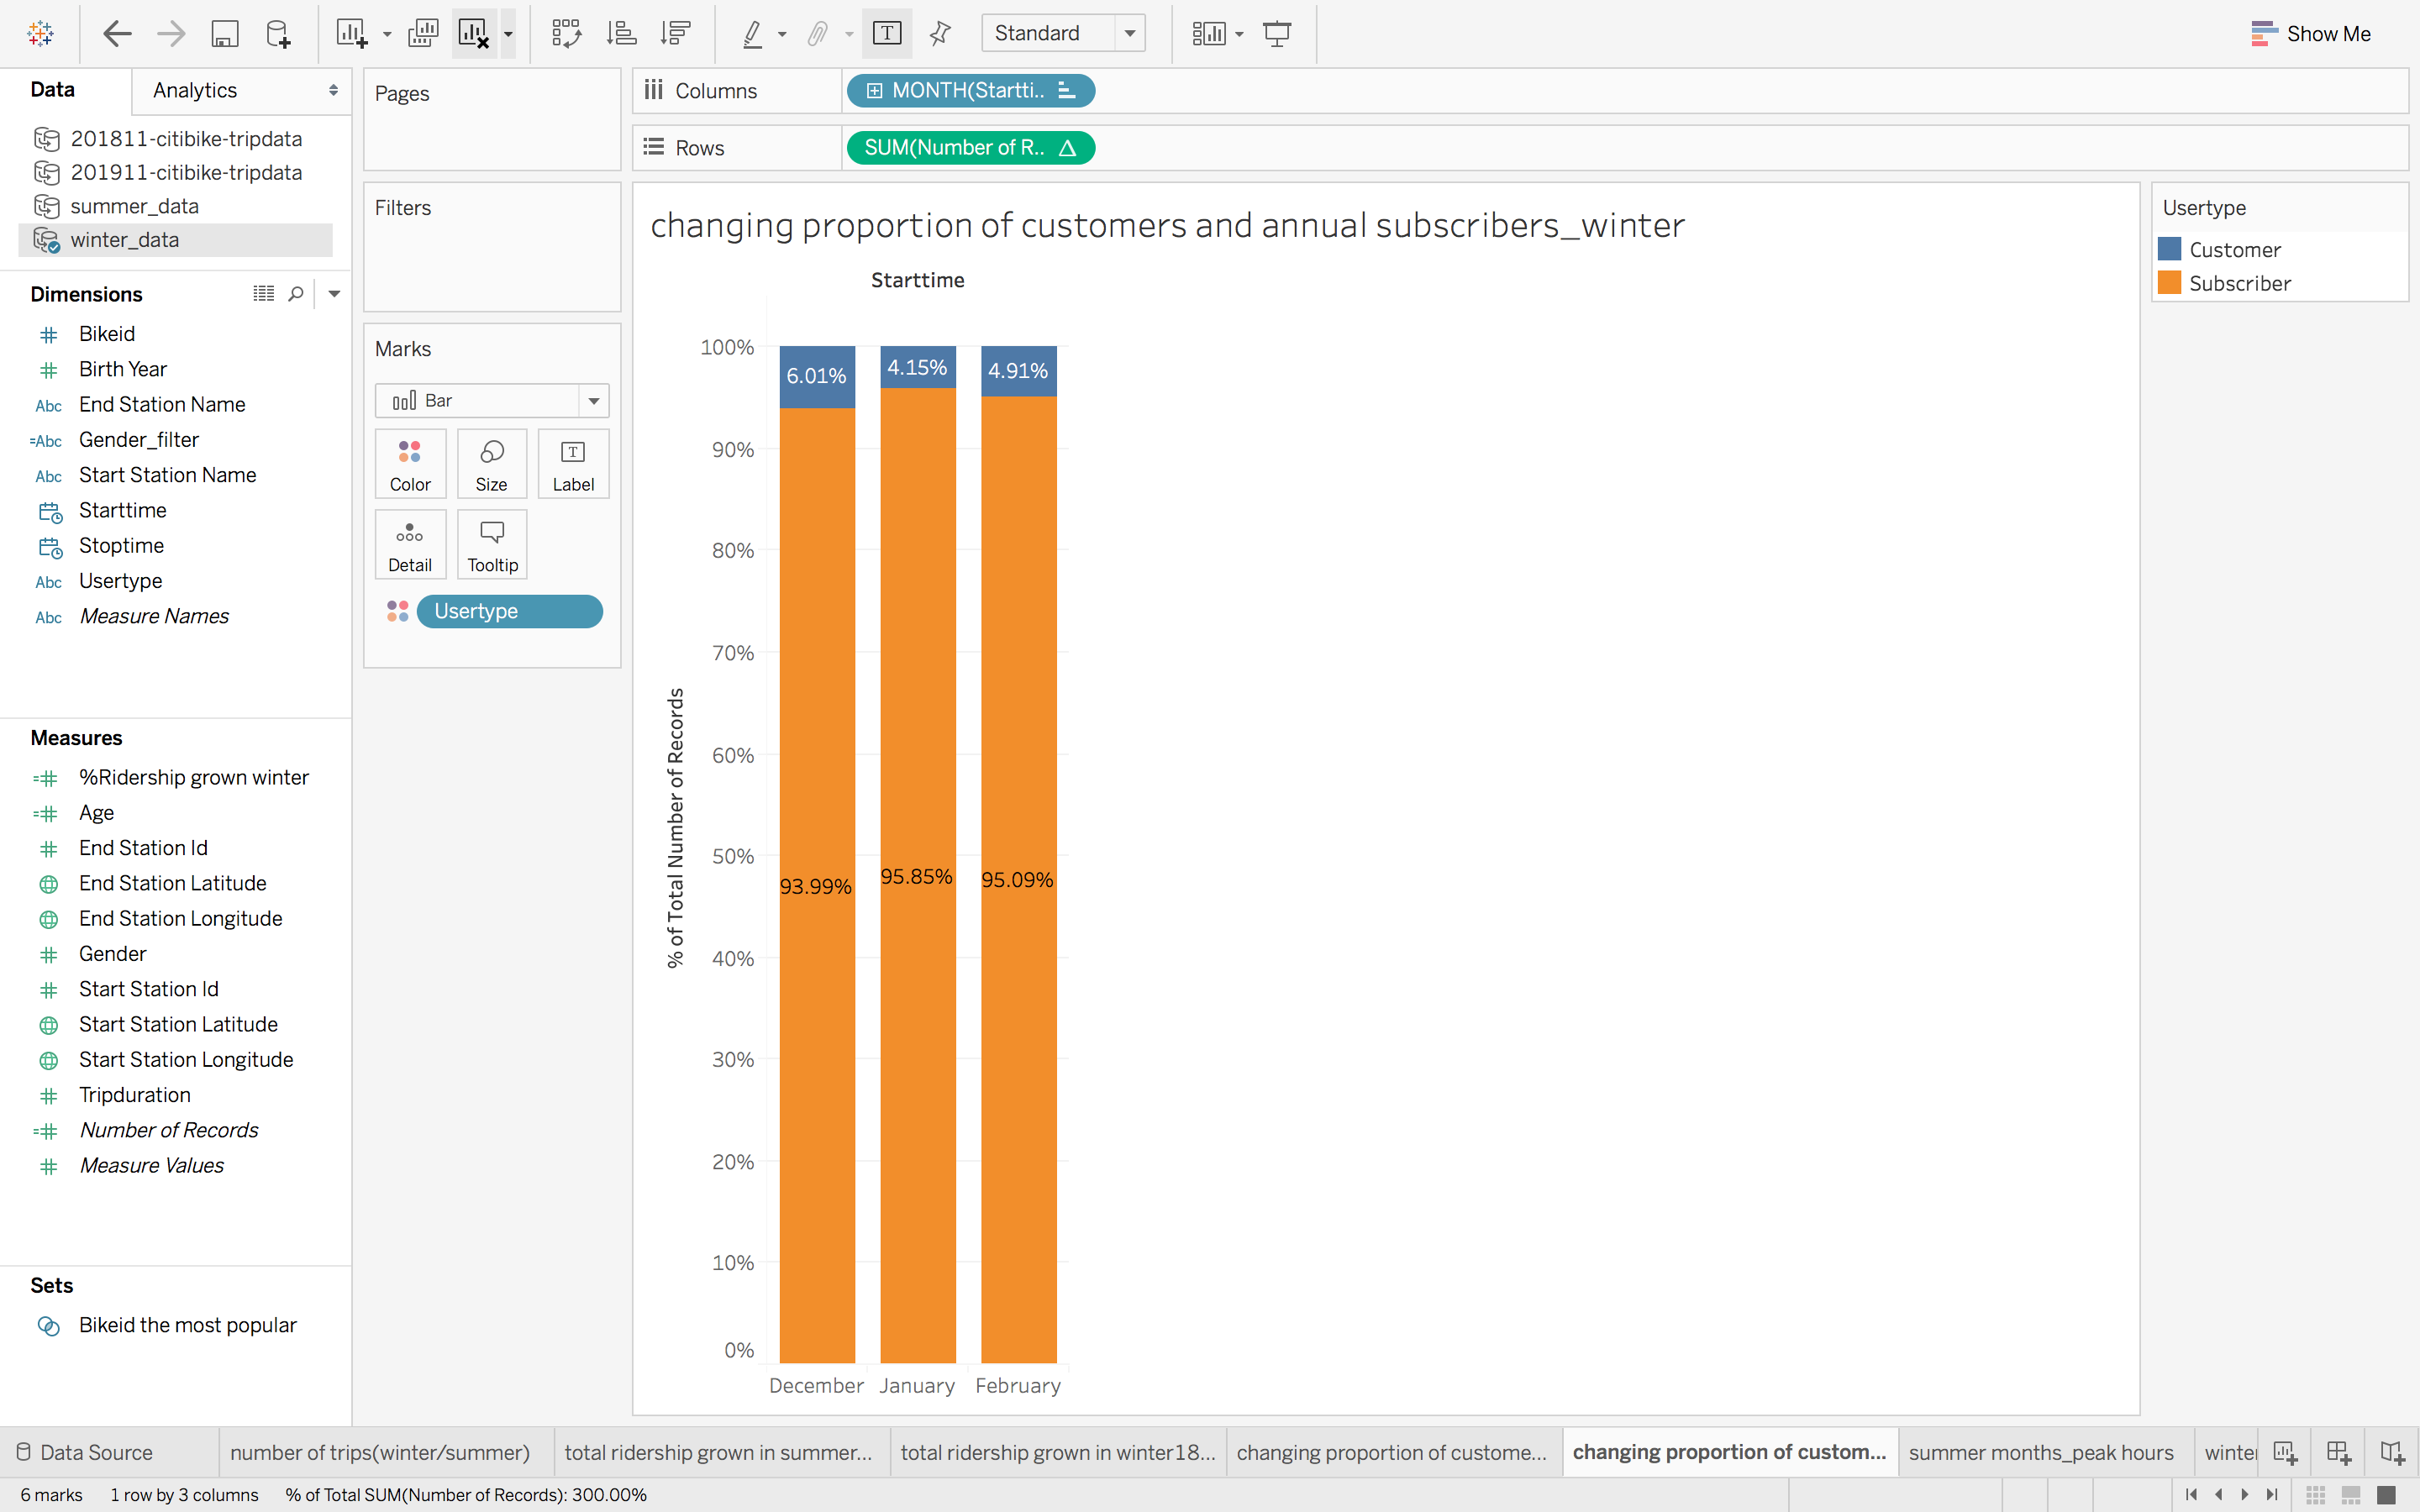 Standard
Show Me
Data
Analytics
201811-citibike-tripdata
201911-citibike-tripdata
summer_data
winter_data
Dimensions
# Bikeid
# Birth Year
Abc End Station Name
=Abc Gender_filter
Abc Start Station Name
Starttime
Stoptime
Abc Usertype
Abc Measure Names
Measures
=# %Ridership grown winter
=# Age
# End Station Id
End Station Latitude
End Station Longitude
# Gender
# Start Station Id
Start Station Latitude
Start Station Longitude
# Tripduration
=# Number of Records
# Measure Values
Sets
Bikeid the most popular
Pages
Filters
Marks
Bar
Color Size Label
Detail Tooltip
Usertype
Columns MONTH(Startti..
Rows SUM(Number of R..
changing proportion of customers and annual subscribers_winter
Starttime
% of Total Number of Records
100%
90%
80%
70%
60%
50%
40%
30%
20%
10%
0%
6.01% 4.15% 4.91%
93.99% 95.85% 95.09%
December January February
Usertype
Customer
Subscriber
Data Source number of trips(winter/summer) total ridership grown in summer... total ridership grown in winter18... changing proportion of custome... changing proportion of custom... summer months_peak hours winter
6 marks 1 row by 3 columns % of Total SUM(Number of Records): 300.00%